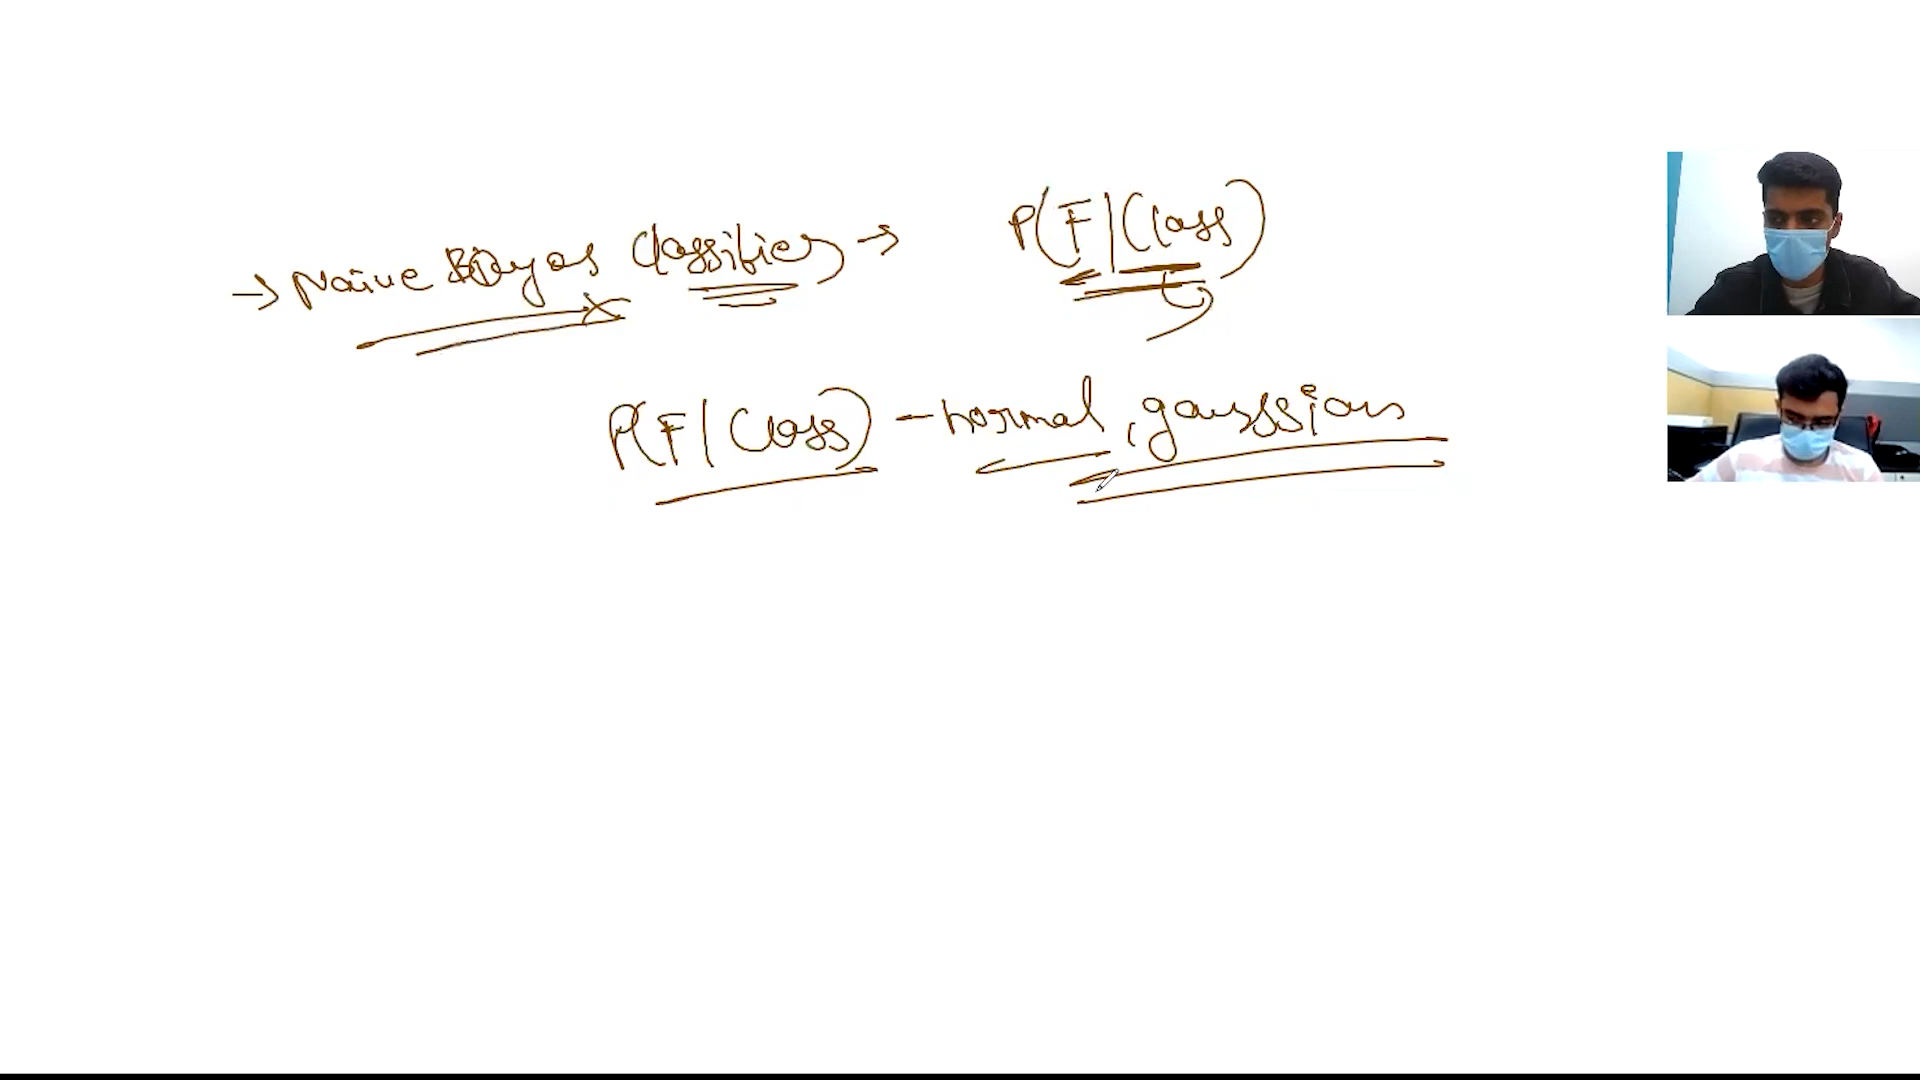 → Naive Bayes Classifier → P(F|Class)
P(F|Class) - normal, gaussian